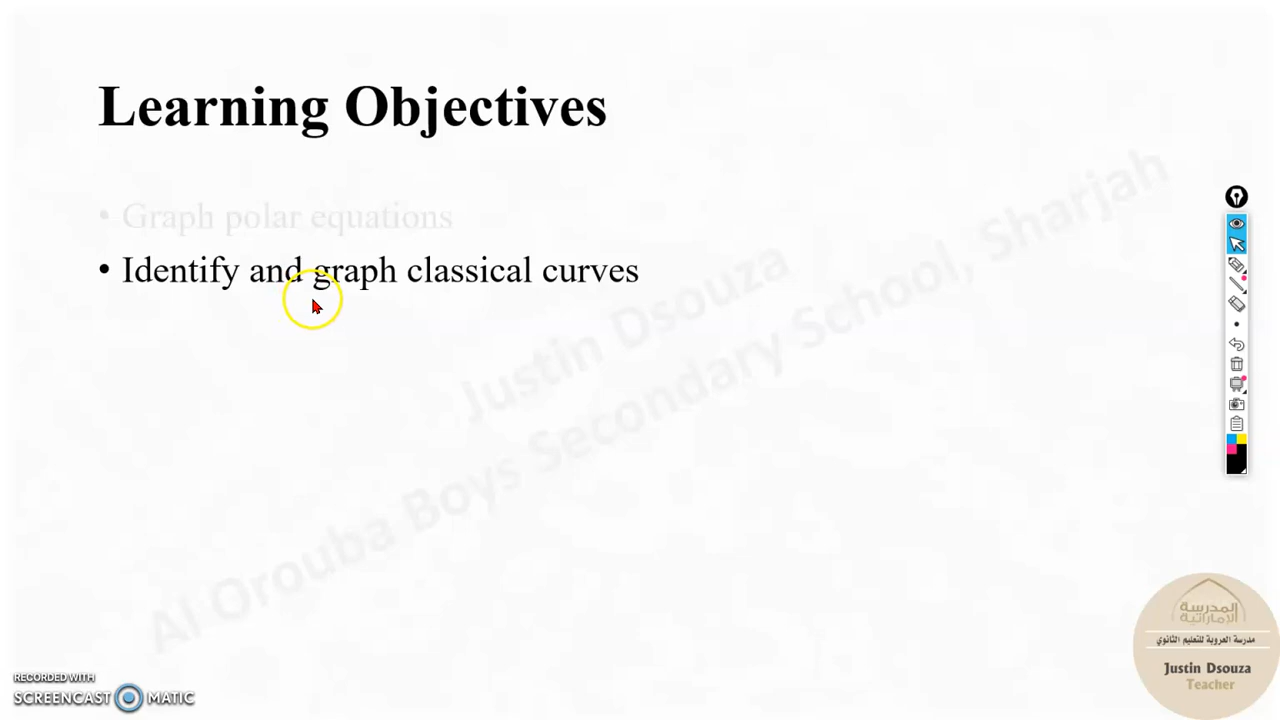 Learning Objectives
• Graph polar equations
• Identify and graph classical curves
Justin Dsouza
Al Orouba Boys Secondary School, Sharjah
المدرسة
الإماراتية
مدرسة العروبة للتعليم الثانوي
Justin Dsouza
Teacher
RECORDED WITH
SCREENCAST MATIC